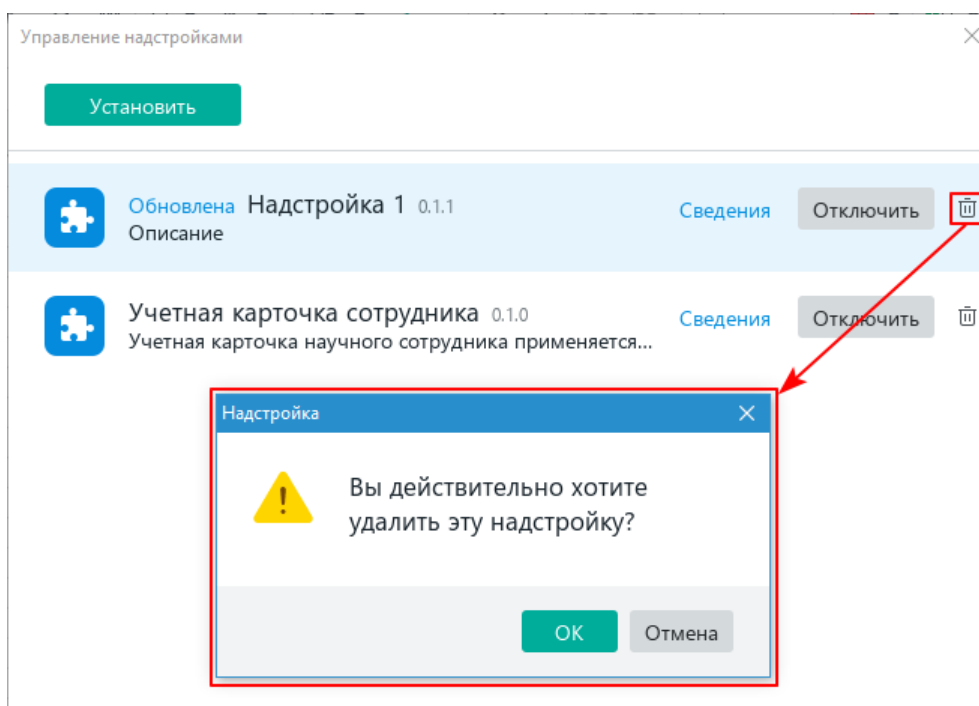 Управление надстройками
Установить
Обновлена Надстройка 1 0.1.1 Сведения Отключить
Описание
Учетная карточка сотрудника 0.1.0 Сведения Отключить
Учетная карточка научного сотрудника применяется...
Надстройка
Вы действительно хотите
удалить эту надстройку?
ОК Отмена